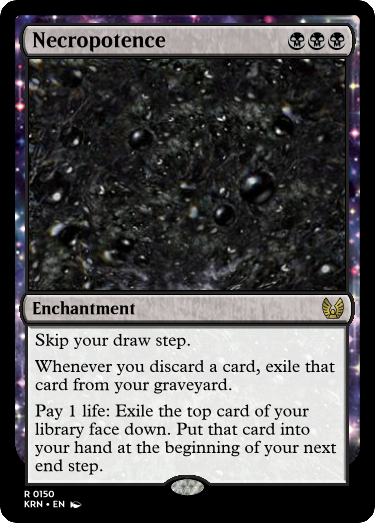 Necropotence
Enchantment
Skip your draw step.
Whenever you discard a card, exile that
card from your graveyard.
Pay 1 life: Exile the top card of your
library face down. Put that card into
your hand at the beginning of your next
end step.
R 0150
KRN • EN